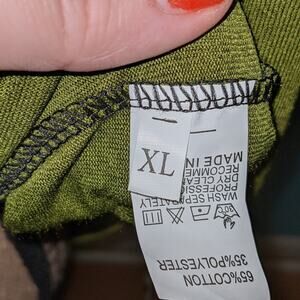 XL
65%COTTON
35%POLYESTER
WASH SEPARATELY
PROFESSIONAL
DRY CLEAN
RECOMME
MADE IN